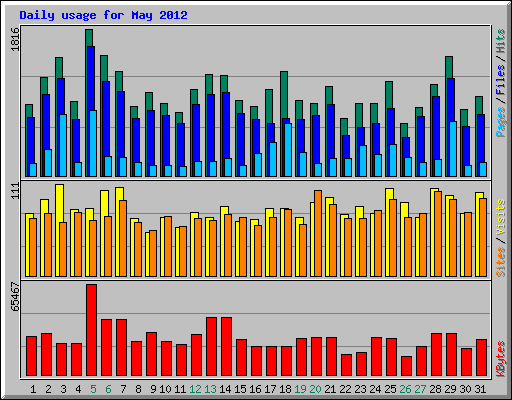 Daily usage for May 2012
1816
Pages / Files / Hits
111
Sites / Visits
65467
KBytes
1 2 3 4 5 6 7 8 9 10 11 12 13 14 15 16 17 18 19 20 21 22 23 24 25 26 27 28 29 30 31